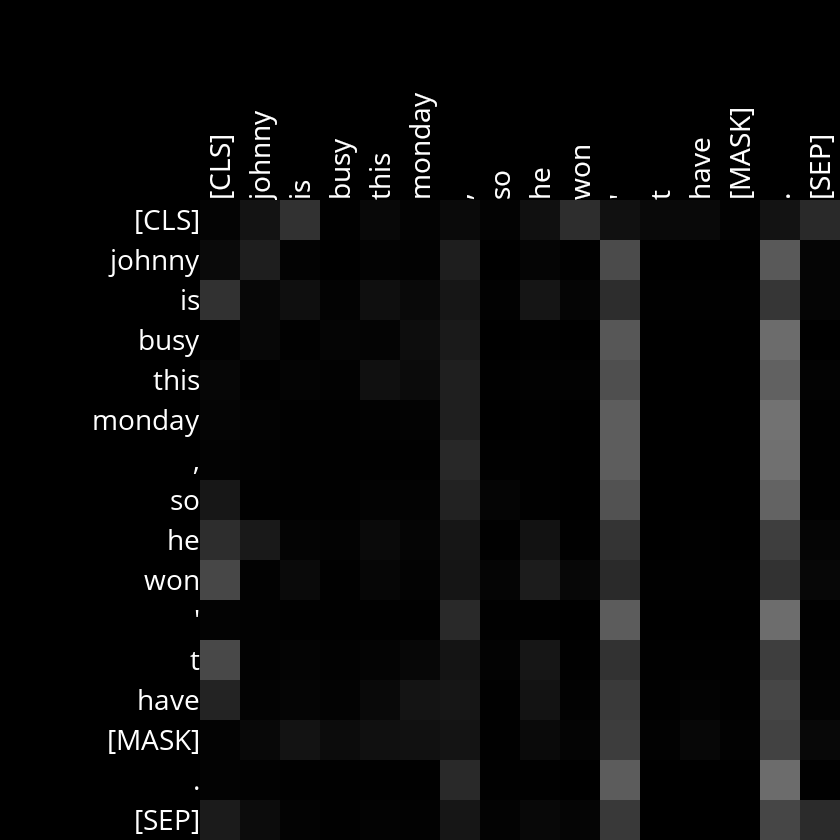 [CLS] johnny is busy this monday , so he won ' t have [MASK] . [SEP]
[CLS]
johnny
is
busy
this
monday
,
so
he
won
'
t
have
[MASK]
.
[SEP]